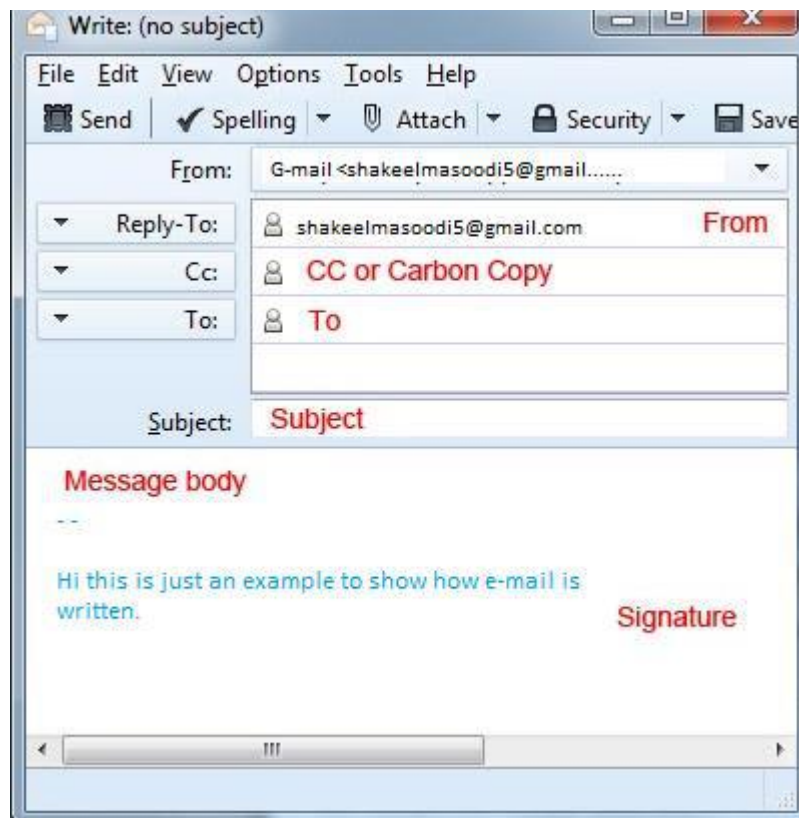 Write: (no subject)
File Edit View Options Tools Help
Send Spelling Attach Security Save
From: G-mail <shakeelmasoodi5@gmail......
Reply-To: shakeelmasoodi5@gmail.com From
Cc: CC or Carbon Copy
To: To
Subject: Subject
Message body
--
Hi this is just an example to show how e-mail is
written.
Signature